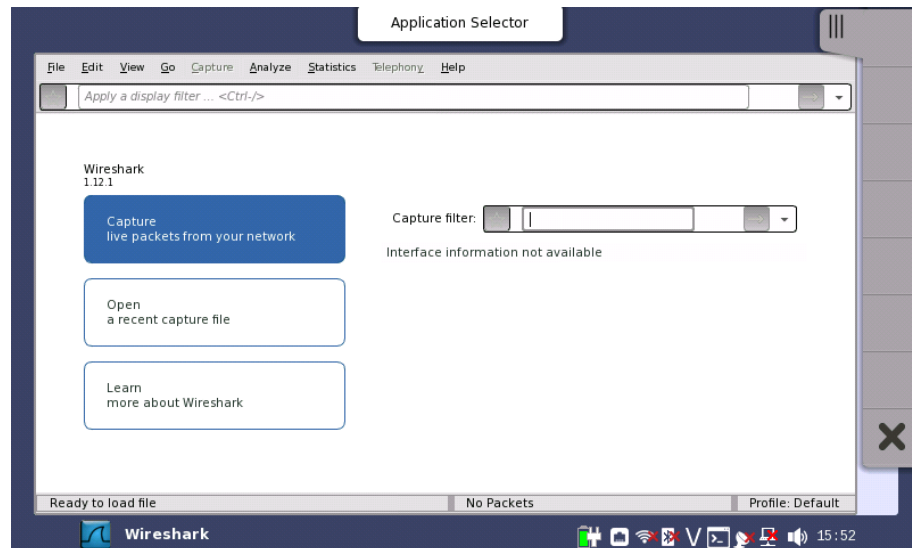 Application Selector
File Edit View Go Capture Analyze Statistics Telephony Help
Apply a display filter ... <Ctrl-/>
Wireshark
1.12.1
Capture
live packets from your network
Capture filter:
Interface information not available
Open
a recent capture file
Learn
more about Wireshark
Ready to load file No Packets Profile: Default
Wireshark V 15:52